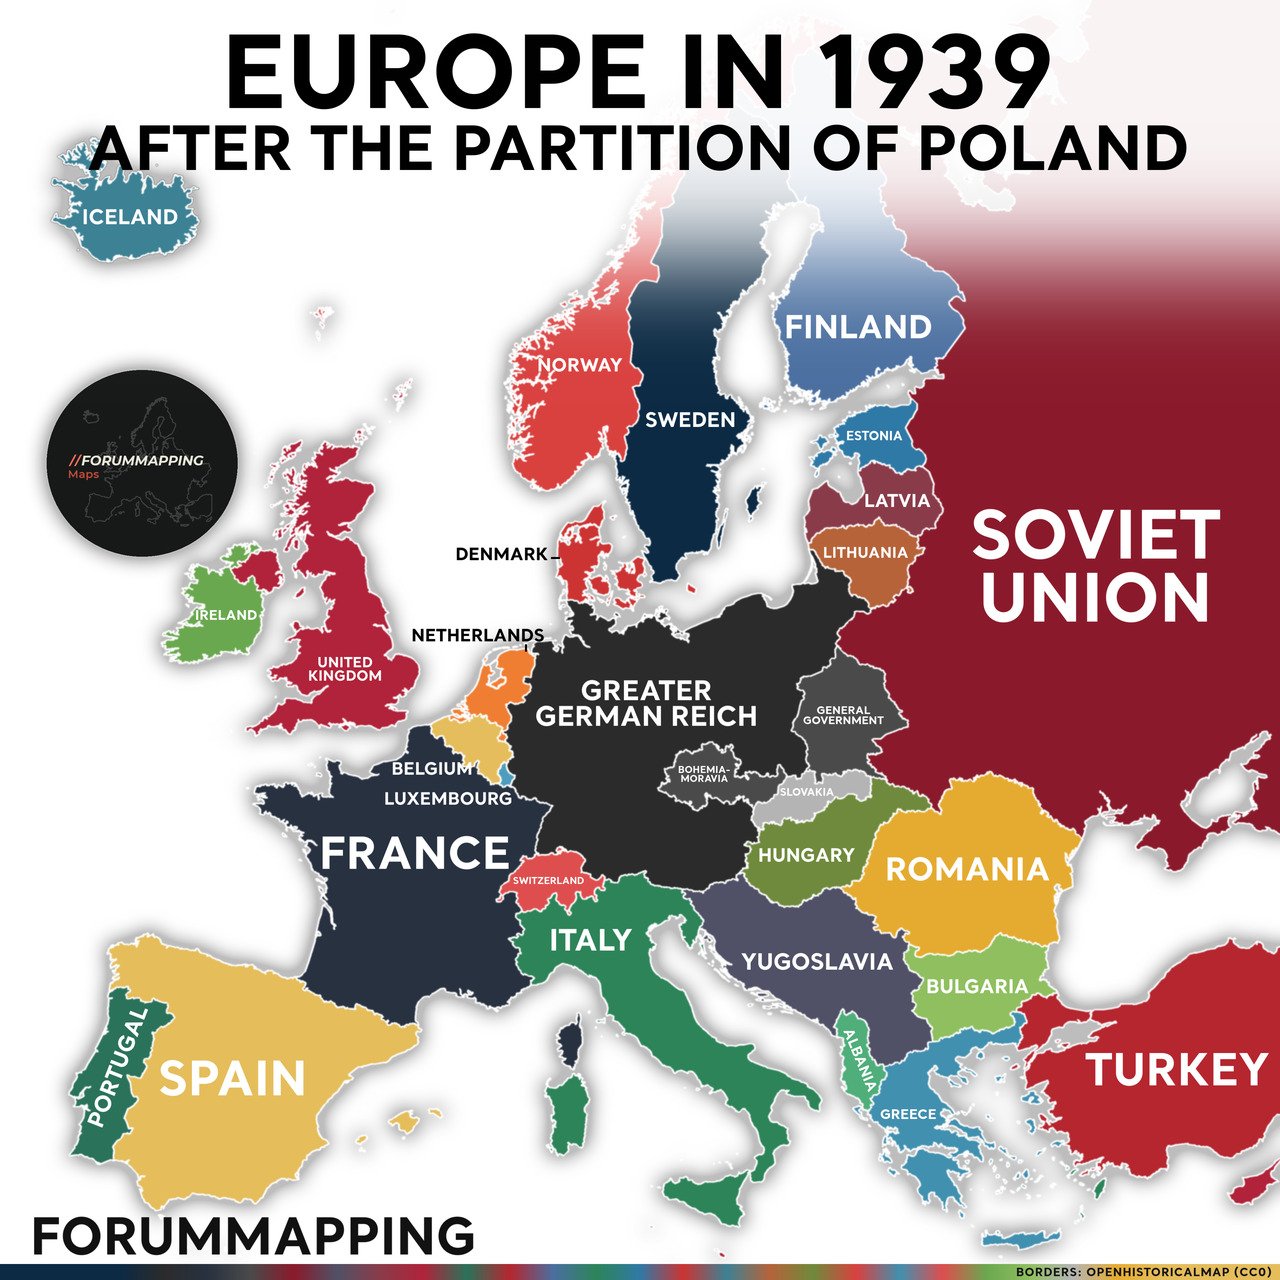 EUROPE IN 1939
AFTER THE PARTITION OF POLAND
ICELAND
FINLAND
NORWAY
SWEDEN
ESTONIA
//FORUMMAPPING
Maps
LATVIA
SOVIET
UNION
LITHUANIA
DENMARK
IRELAND
NETHERLANDS
UNITED
KINGDOM
GREATER
GERMAN REICH
GENERAL
GOVERNMENT
BELGIUM
BOHEMIA-
MORAVIA
SLOVAKIA
LUXEMBOURG
FRANCE
HUNGARY
ROMANIA
SWITZERLAND
ITALY
YUGOSLAVIA
BULGARIA
PORTUGAL
SPAIN
ALBANIA
TURKEY
GREECE
FORUMMAPPING
BORDERS: OPENHISTORICALMAP (CC0)